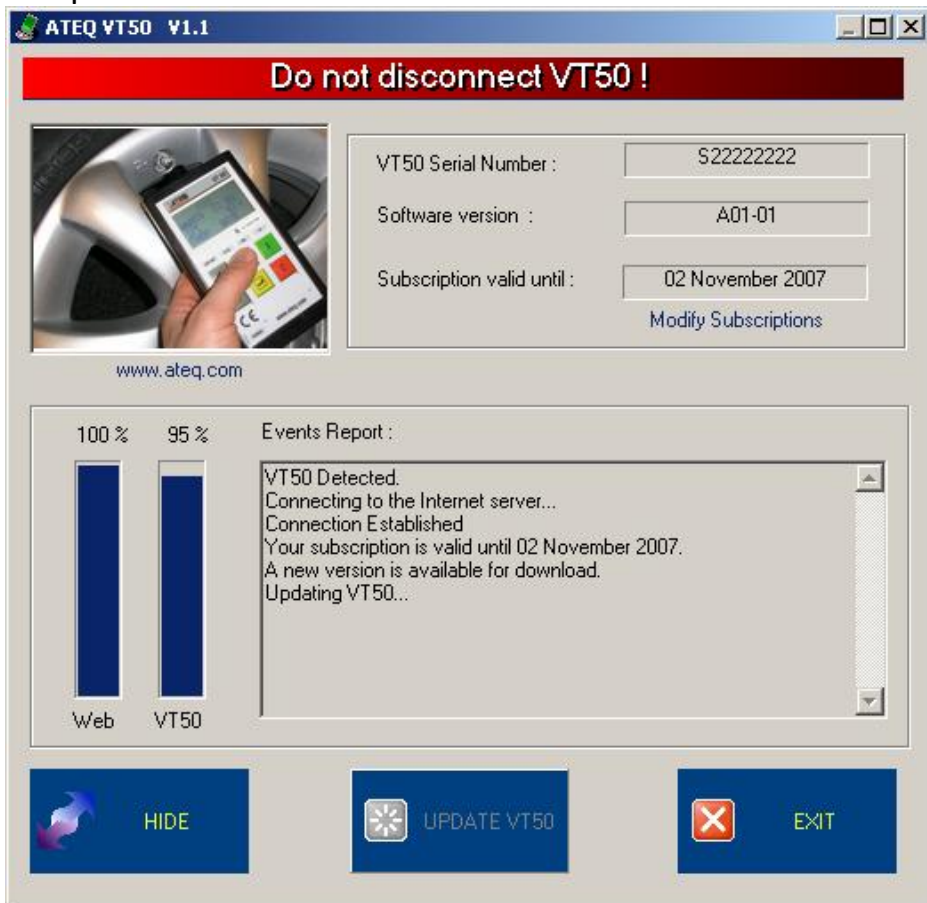 ATEQ VT50 V1.1
Do not disconnect VT50 !
VT50 Serial Number :
S22222222
Software version :
A01-01
Subscription valid until :
02 November 2007
Modify Subscriptions
www.ateq.com
100 %
95 %
Events Report :
VT50 Detected.
Connecting to the Internet server...
Connection Established
Your subscription is valid until 02 November 2007.
A new version is available for download.
Updating VT50...
Web
VT50
HIDE
UPDATE VT50
EXIT